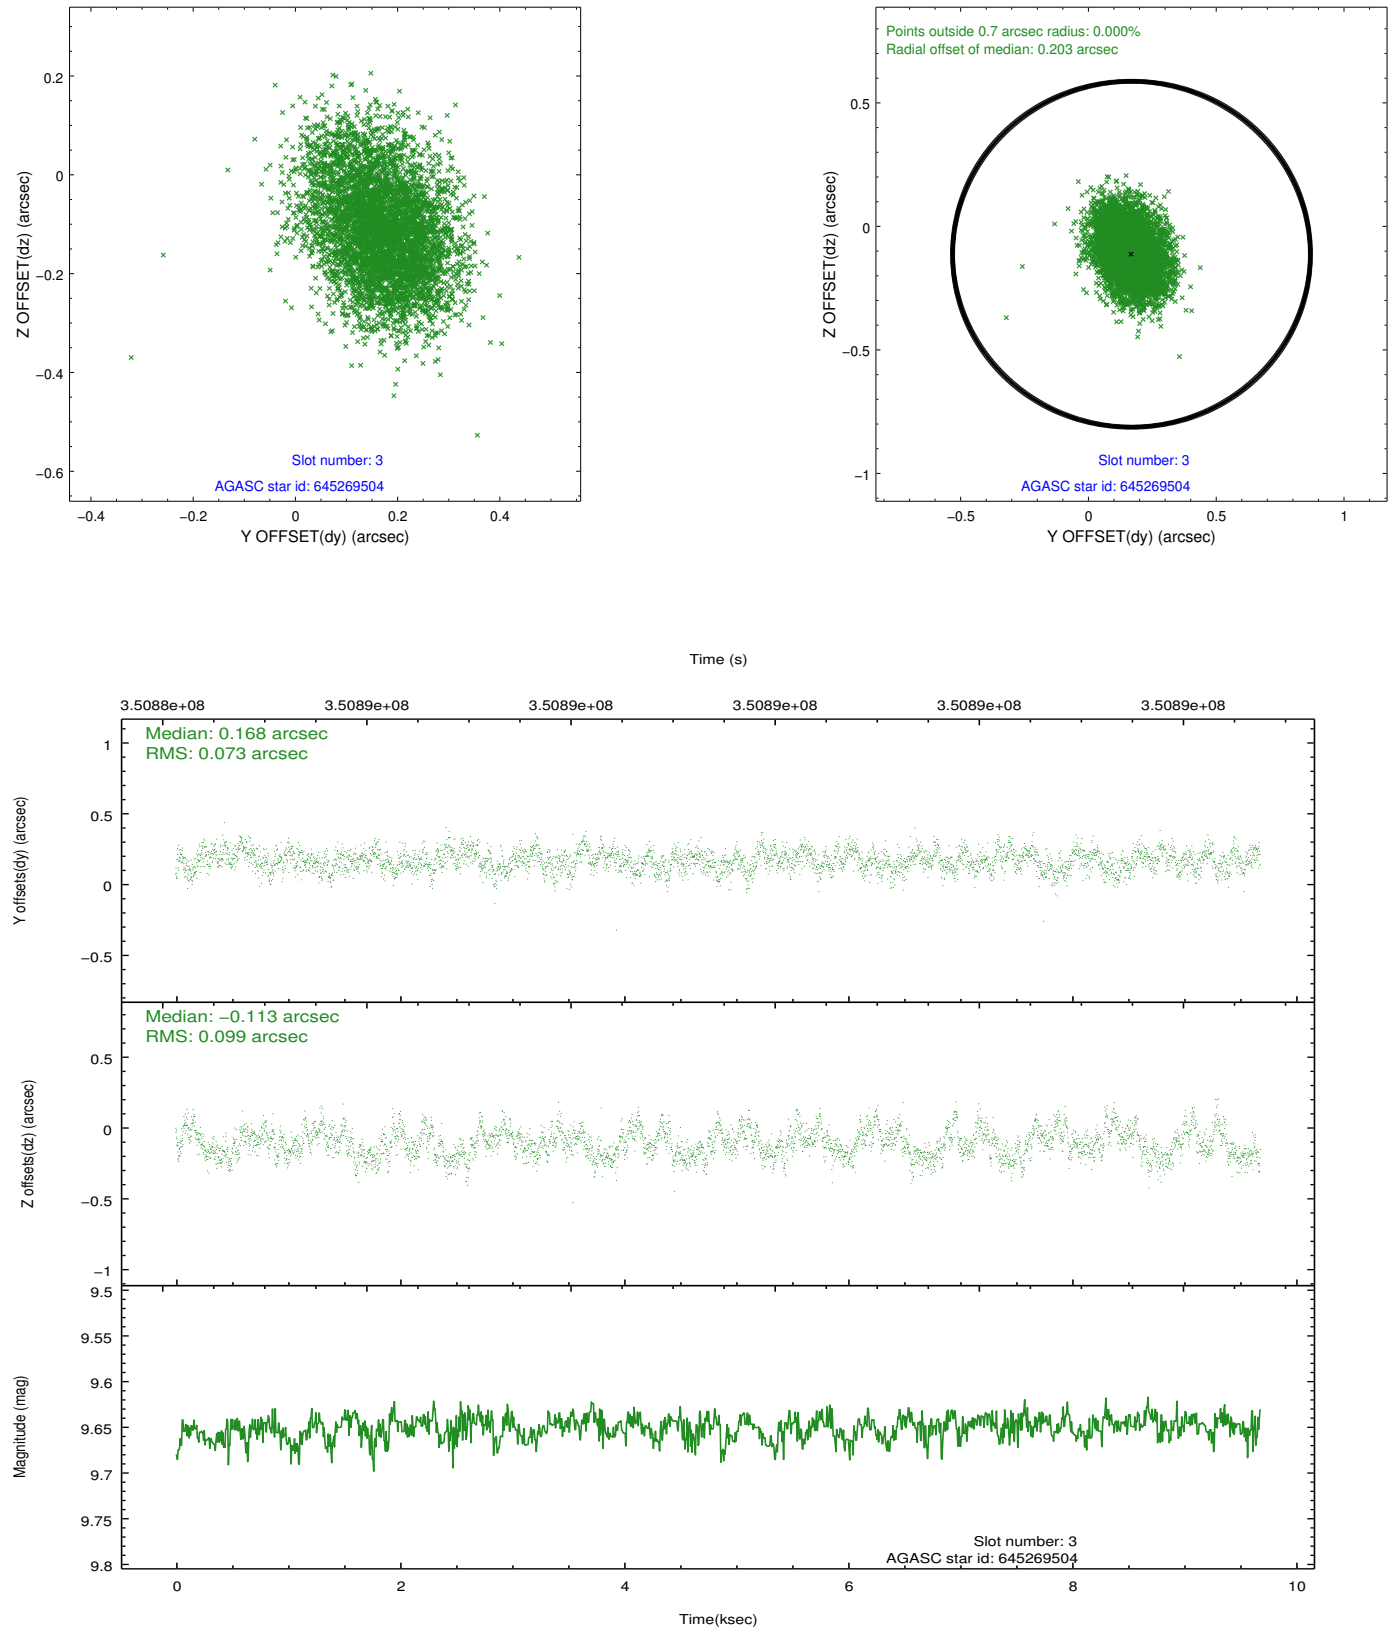 0.2
0
−0.2
−0.4
−0.6
Z OFFSET(dz) (arcsec)
Slot number: 3
AGASC star id: 645269504
−0.4
−0.2
0
0.2
0.4
Y OFFSET(dy) (arcsec)
Points outside 0.7 arcsec radius: 0.000%
Radial offset of median: 0.203 arcsec
0.5
0
−0.5
−1
Z OFFSET(dz) (arcsec)
Slot number: 3
AGASC star id: 645269504
−0.5
0
0.5
1
Y OFFSET(dy) (arcsec)
Time (s)
3.5088e+08
3.5089e+08
3.5089e+08
3.5089e+08
3.5089e+08
3.5089e+08
Median: 0.168 arcsec
RMS: 0.073 arcsec
1
0.5
0
−0.5
Y offsets(dy) (arcsec)
Median: −0.113 arcsec
RMS: 0.099 arcsec
0.5
0
−0.5
−1
Z offsets(dz) (arcsec)
9.5
9.55
9.6
9.65
9.7
9.75
9.8
Magnitude (mag)
Slot number: 3
AGASC star id: 645269504
0
2
4
6
8
10
Time(ksec)